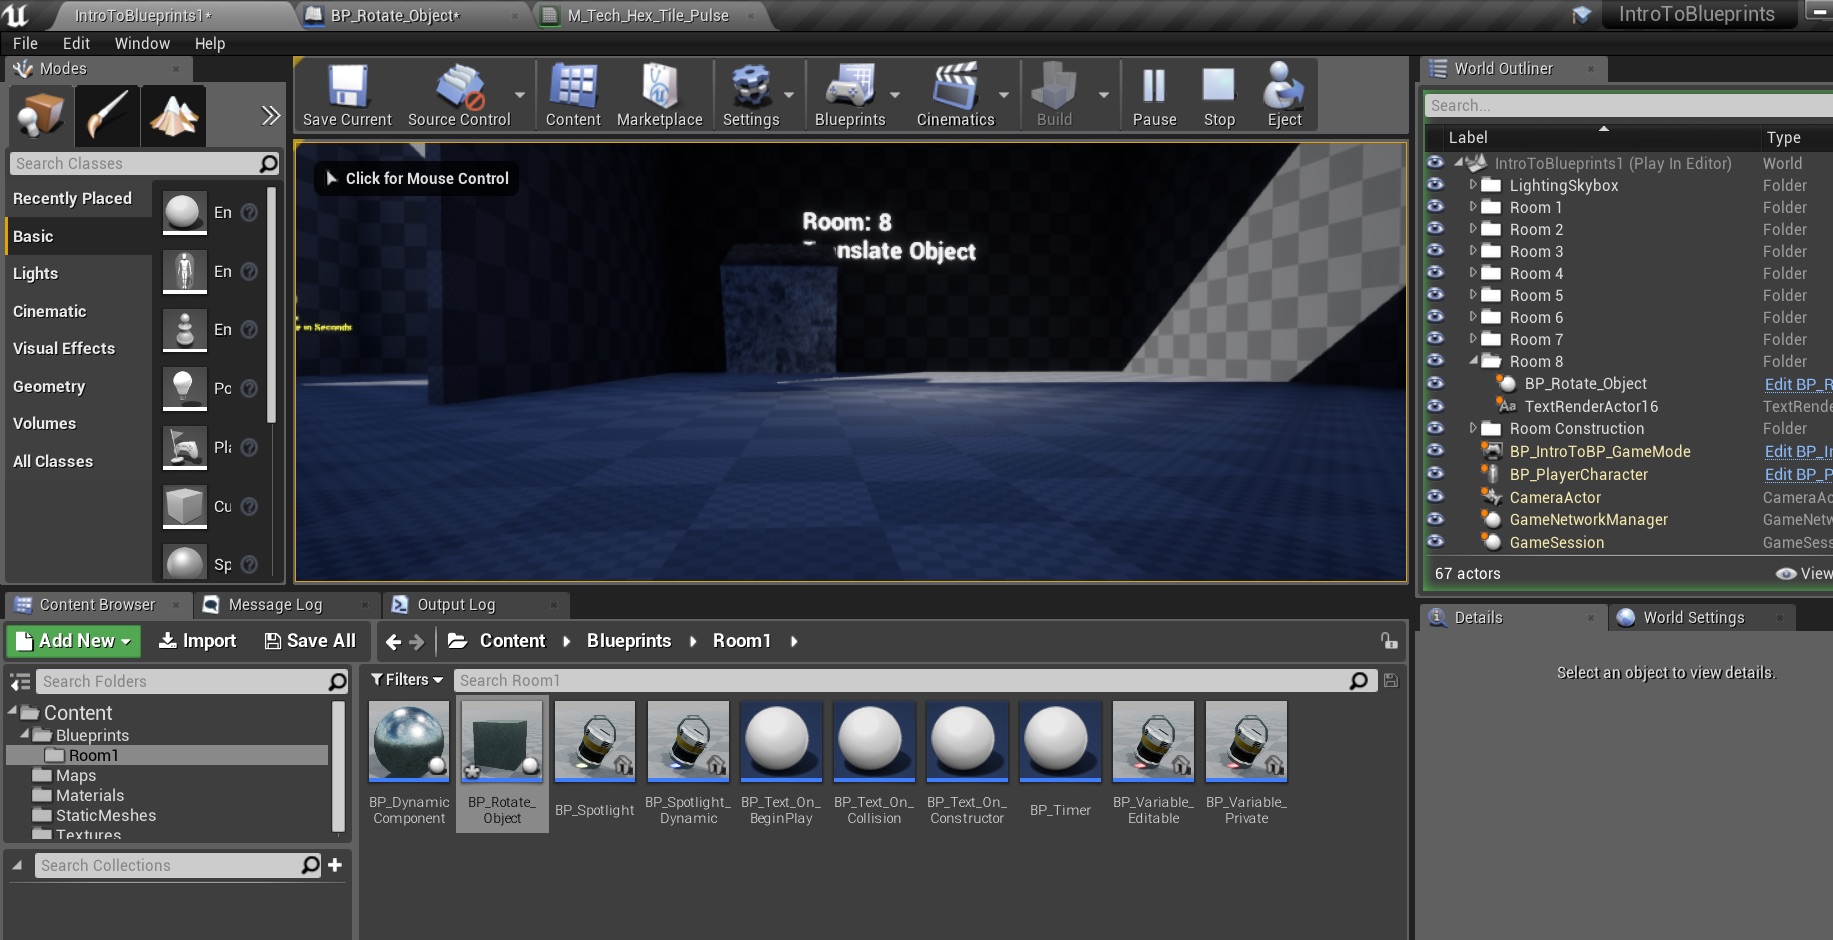 IntroToBlueprints1*
BP_Rotate_Object*
M_Tech_Hex_Tile_Pulse
IntroToBlueprints
File Edit Window Help
Modes
Search Classes
Recently Placed
Basic
Lights
Cinematic
Visual Effects
Geometry
Volumes
All Classes
En
En
En
Po
Pla
Cu
Sp
Save Current
Source Control
Content
Marketplace
Settings
Blueprints
Cinematics
Build
Pause
Stop
Eject
Click for Mouse Control
Room: 8
Translate Object
in Seconds
World Outliner
Search...
Label Type
IntroToBlueprints1 (Play In Editor) World
LightingSkybox Folder
Room 1 Folder
Room 2 Folder
Room 3 Folder
Room 4 Folder
Room 5 Folder
Room 6 Folder
Room 7 Folder
Room 8 Folder
BP_Rotate_Object Edit BP_R
TextRenderActor16 TextRende
Room Construction Folder
BP_IntroToBP_GameMode Edit BP_In
BP_PlayerCharacter Edit BP_P
CameraActor CameraAc
GameNetworkManager GameNetw
GameSession GameSess
67 actors View
Details
World Settings
Select an object to view details.
Content Browser
Message Log
Output Log
Add New Import Save All Content Blueprints Room1
Search Folders
Filters Search Room1
Content
Blueprints
Room1
Maps
Materials
StaticMeshes
Textures
Search Collections
BP_Dynamic
Component
BP_Rotate_
Object
BP_Spotlight
BP_Spotlight_
Dynamic
BP_Text_On_
BeginPlay
BP_Text_On_
Collision
BP_Text_On_
Constructor
BP_Timer
BP_Variable_
Editable
BP_Variable_
Private